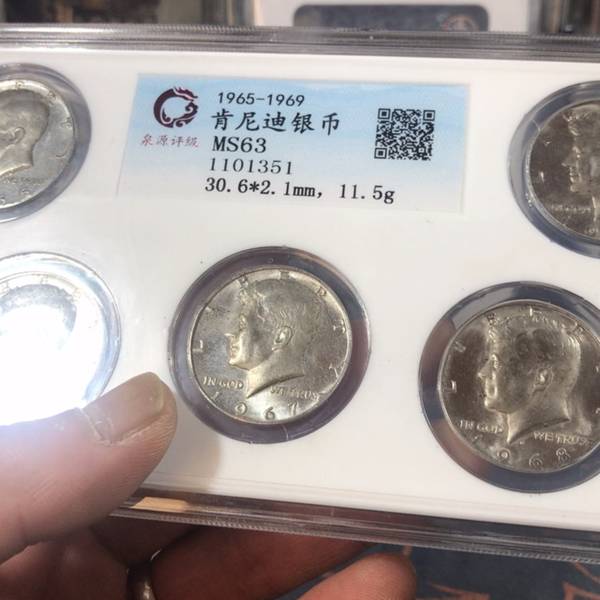 1965-1969
肯尼迪银币
泉源评级
MS63
1101351
30.6*2.1mm, 11.5g
LIBERTY
IN GOD WE TRUST
1967
LIBERTY
IN GOD WE TRUST
1968